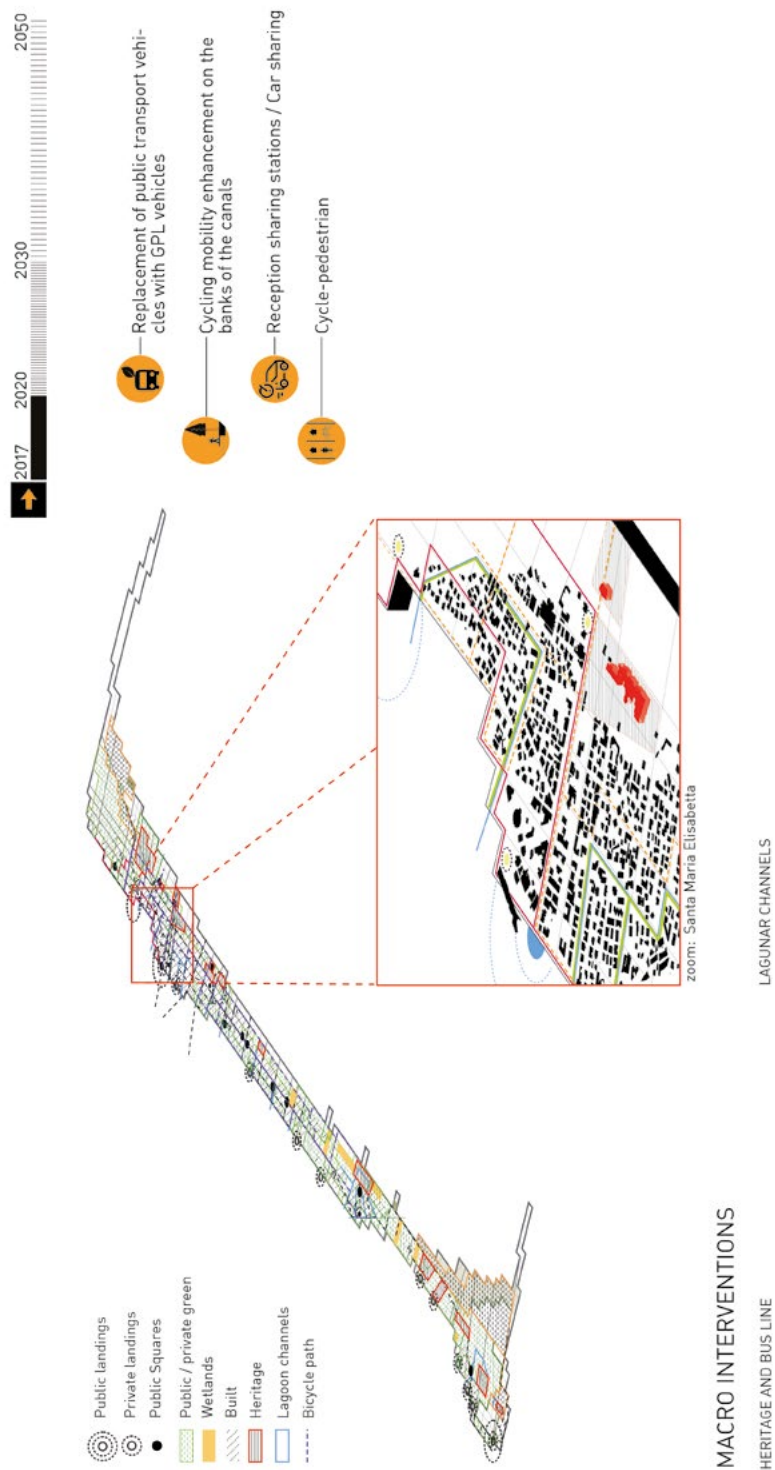 2017 2020 2030 2050
Replacement of public transport vehi-
cles with GPL vehicles
Cycling mobility enhancement on the
banks of the canals
Reception sharing stations / Car sharing
Cycle-pedestrian
Public landings
Private landings
Public Squares
Public / private green
Wetlands
Built
Heritage
Lagoon channels
Bicycle path
zoom: Santa Maria Elisabetta
MACRO INTERVENTIONS
HERITAGE AND BUS LINE
LAGUNAR CHANNELS